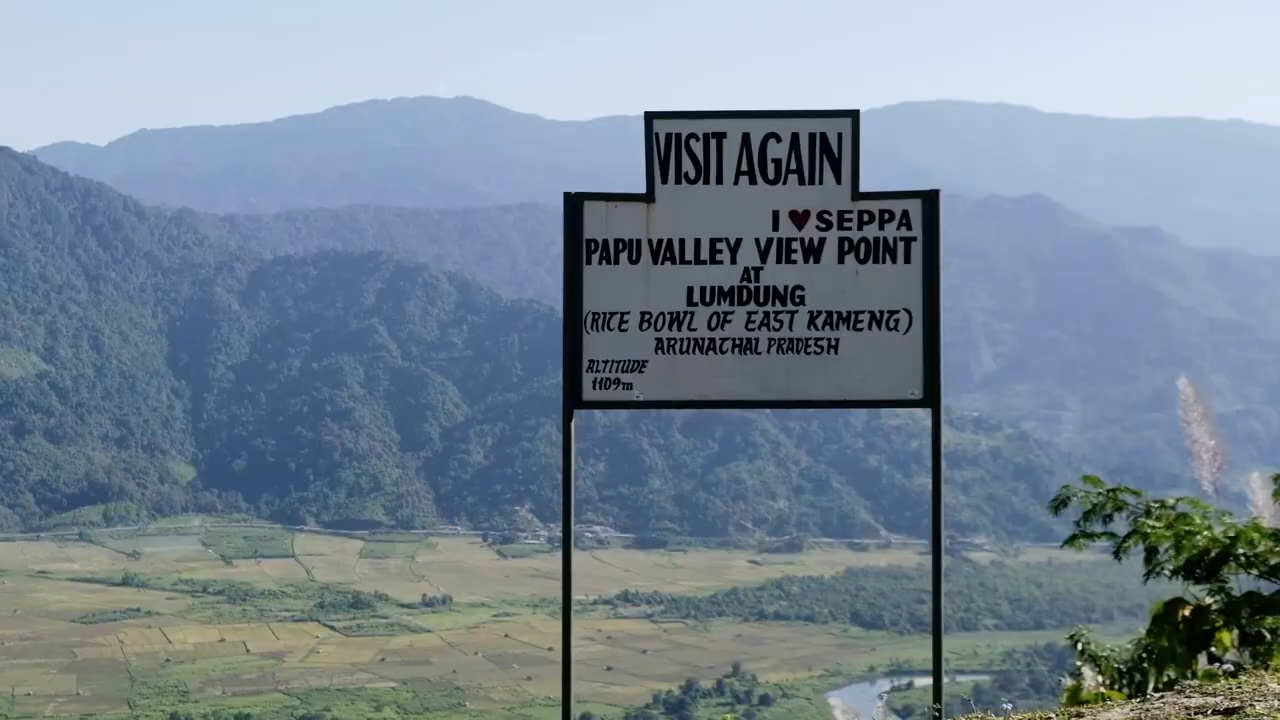 VISIT AGAIN
I ♥ SEPPA
PAPU VALLEY VIEW POINT
AT
LUMDUNG
(RICE BOWL OF EAST KAMENG)
ARUNACHAL PRADESH
ALTITUDE
1109m